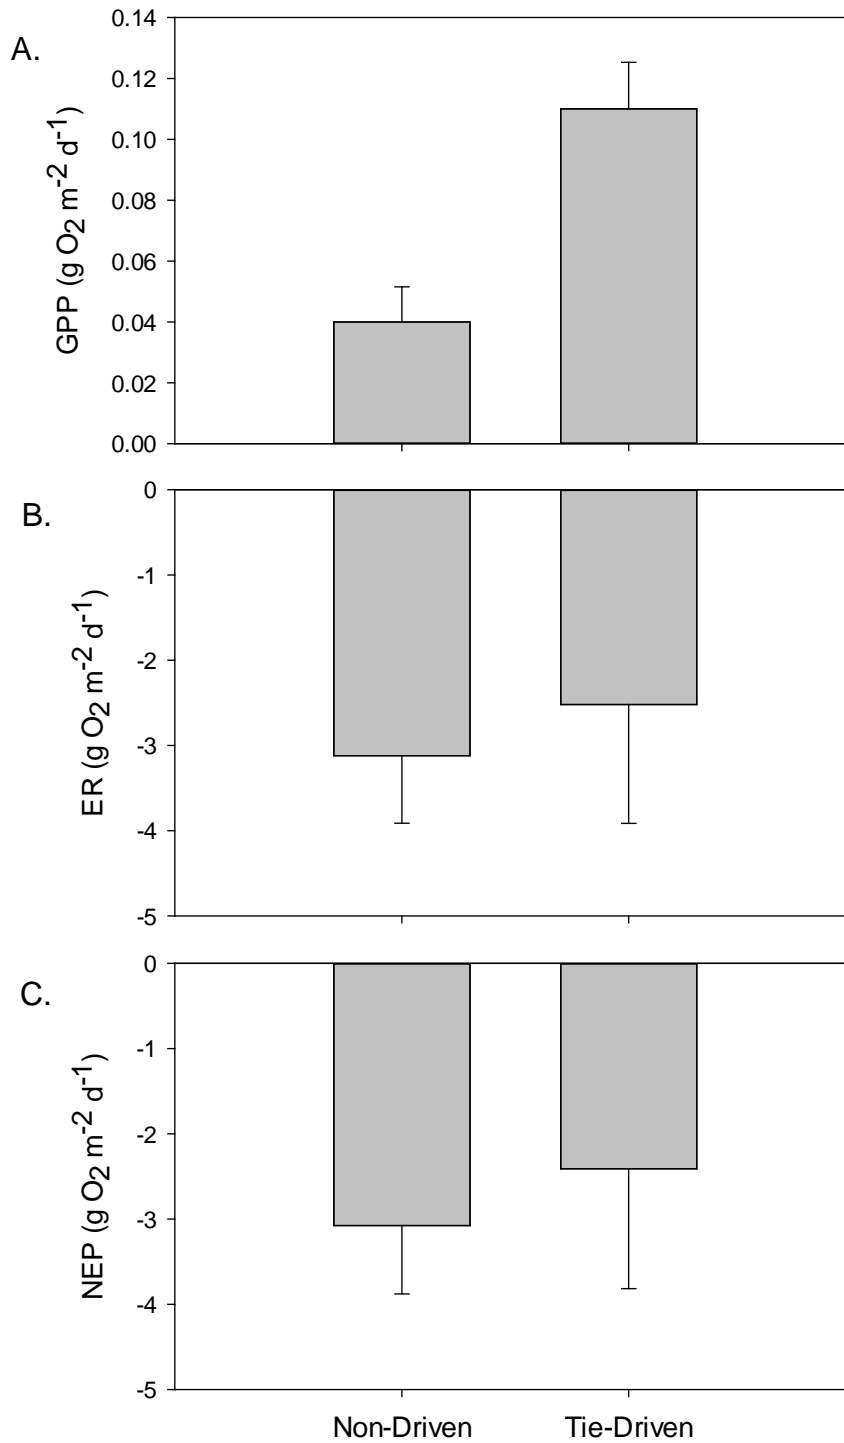 A.
GPP (g O2 m-2 d-1)
0.14
0.12
0.10
0.08
0.06
0.04
0.02
0.00
B.
ER (g O2 m-2 d-1)
0
-1
-2
-3
-4
-5
C.
NEP (g O2 m-2 d-1)
0
-1
-2
-3
-4
-5
Non-Driven Tie-Driven